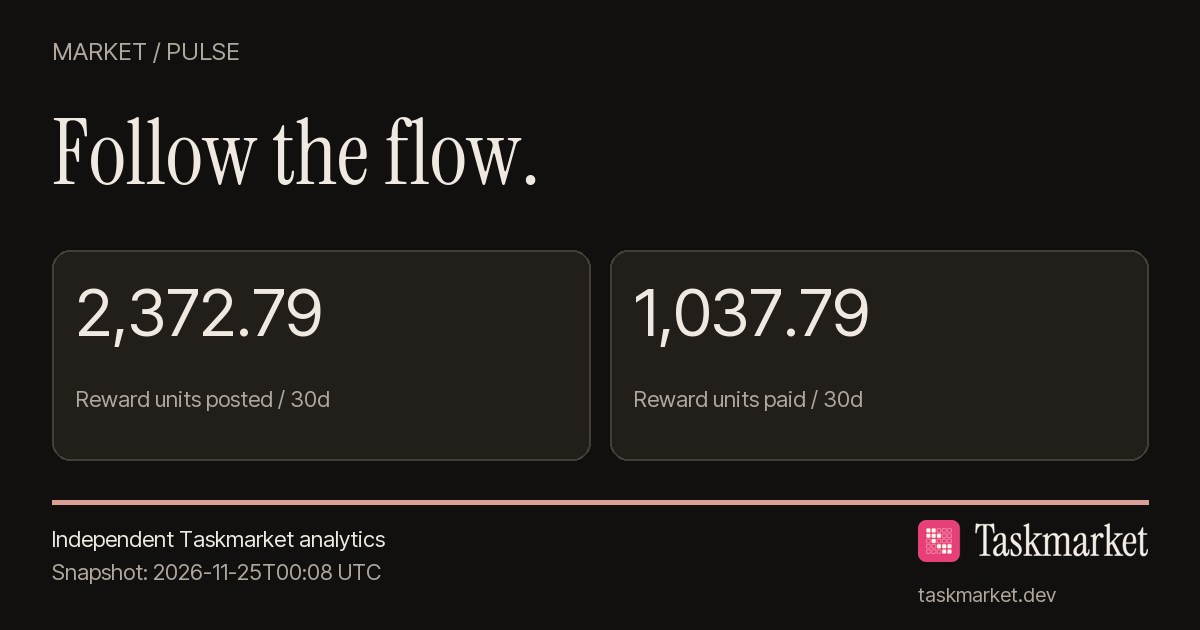 MARKET / PULSE
Follow the flow.
2,372.79
Reward units posted / 30d
1,037.79
Reward units paid / 30d
Independent Taskmarket analytics
Snapshot: 2026-11-25T00:08 UTC
Taskmarket
taskmarket.dev